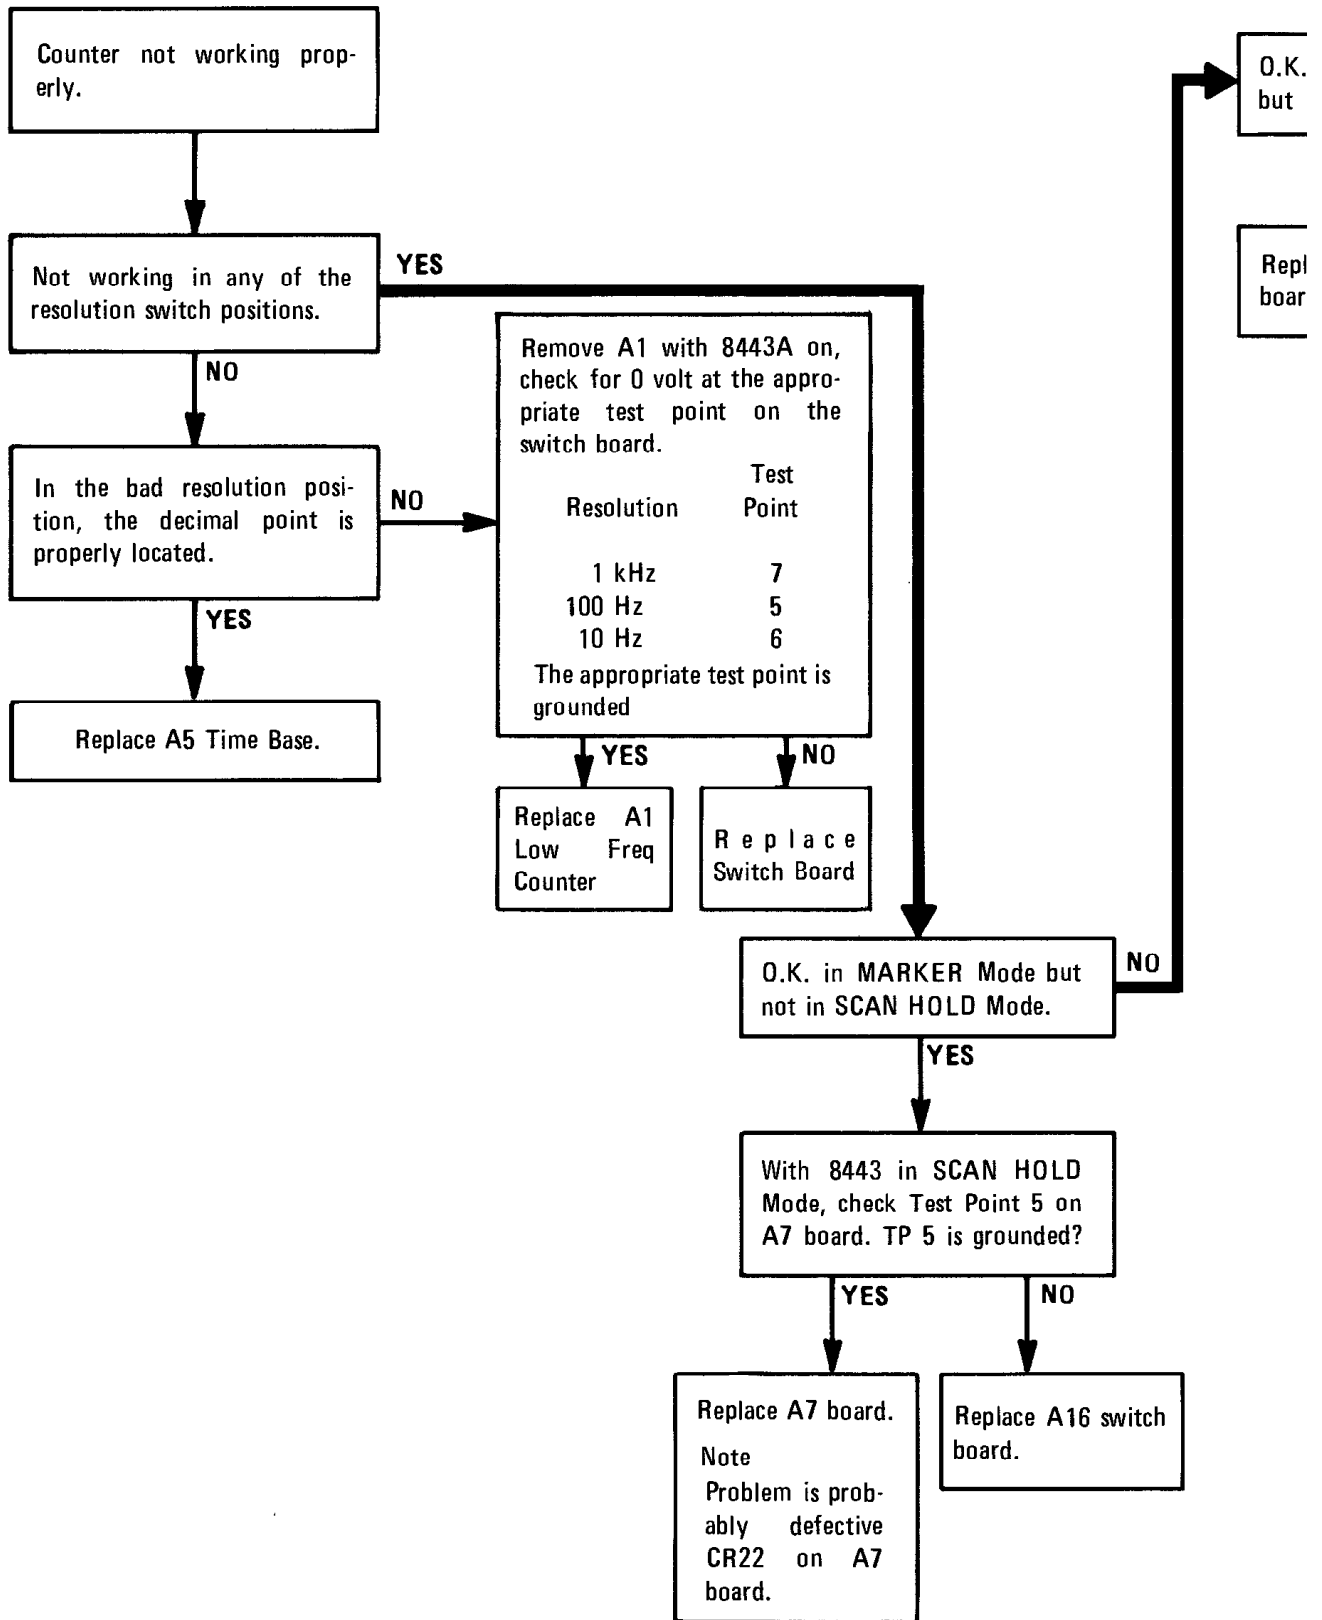 Counter not working prop-
erly.
O.K.
but
Not working in any of the
resolution switch positions.
YES
NO
Repl
boar
Remove A1 with 8443A on,
check for 0 volt at the appro-
priate test point on the
switch board.
Test
Resolution Point
1 kHz 7
100 Hz 5
10 Hz 6
The appropriate test point is
grounded
In the bad resolution posi-
tion, the decimal point is
properly located.
NO
YES
Replace A5 Time Base.
YES
NO
Replace A1
Low Freq
Counter
Replace
Switch Board
O.K. in MARKER Mode but
not in SCAN HOLD Mode.
NO
YES
With 8443 in SCAN HOLD
Mode, check Test Point 5 on
A7 board. TP 5 is grounded?
YES
NO
Replace A7 board.
Note
Problem is prob-
ably defective
CR22 on A7
board.
Replace A16 switch
board.